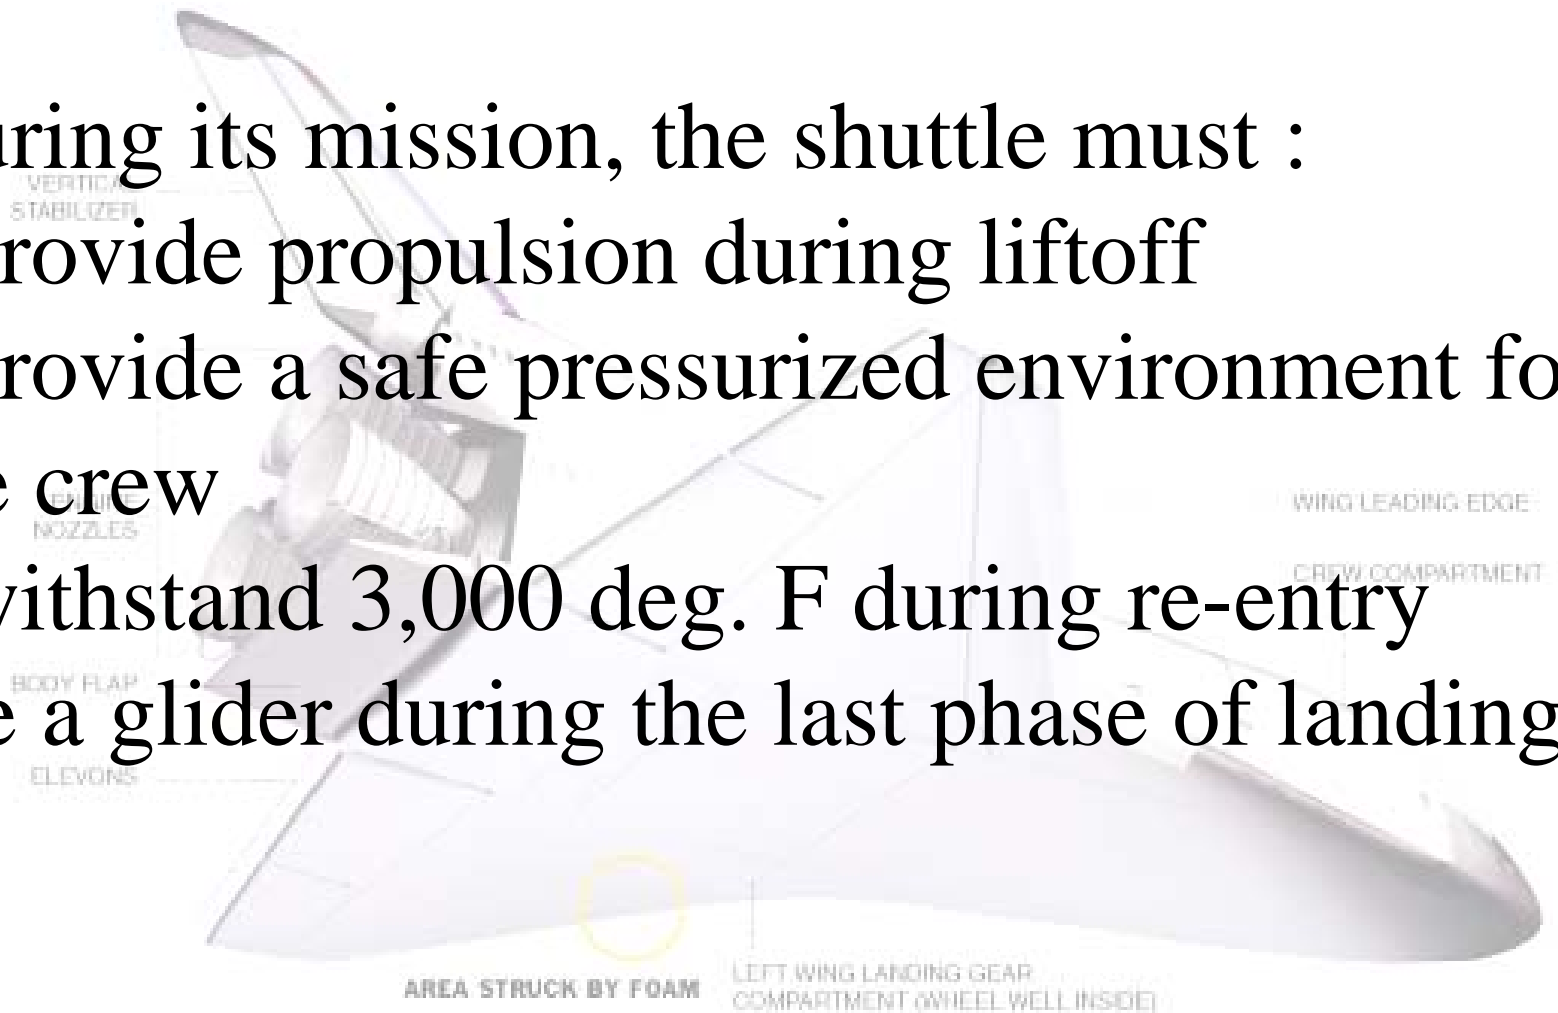 uring its mission, the shuttle must :
rovide propulsion during liftoff
rovide a safe pressurized environment fo
e crew
withstand 3,000 deg. F during re-entry
e a glider during the last phase of landing
VERTICAL
STABILIZER
ENGINE
NOZZLES
BODY FLAP
ELEVONS
WING LEADING EDGE
CREW COMPARTMENT
AREA STRUCK BY FOAM
LEFT WING LANDING GEAR
COMPARTMENT (WHEEL WELL INSIDE)